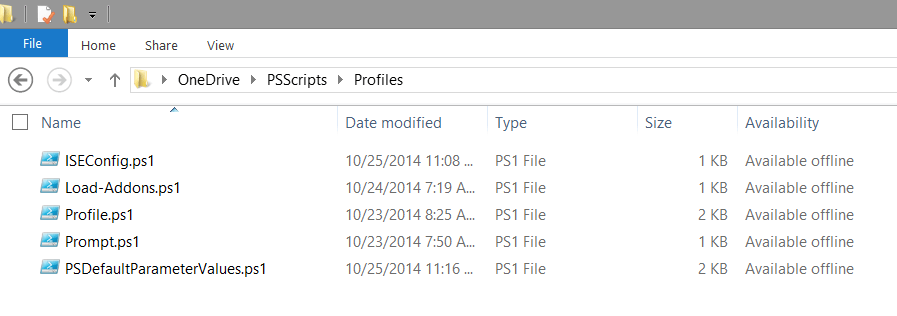 File Home Share View
OneDrive PSScripts Profiles
Name Date modified Type Size Availability
ISEConfig.ps1 10/25/2014 11:08 ... PS1 File 1 KB Available offline
Load-Addons.ps1 10/24/2014 7:19 A... PS1 File 1 KB Available offline
Profile.ps1 10/23/2014 8:25 A... PS1 File 2 KB Available offline
Prompt.ps1 10/23/2014 7:50 A... PS1 File 1 KB Available offline
PSDefaultParameterValues.ps1 10/25/2014 11:16 ... PS1 File 2 KB Available offline